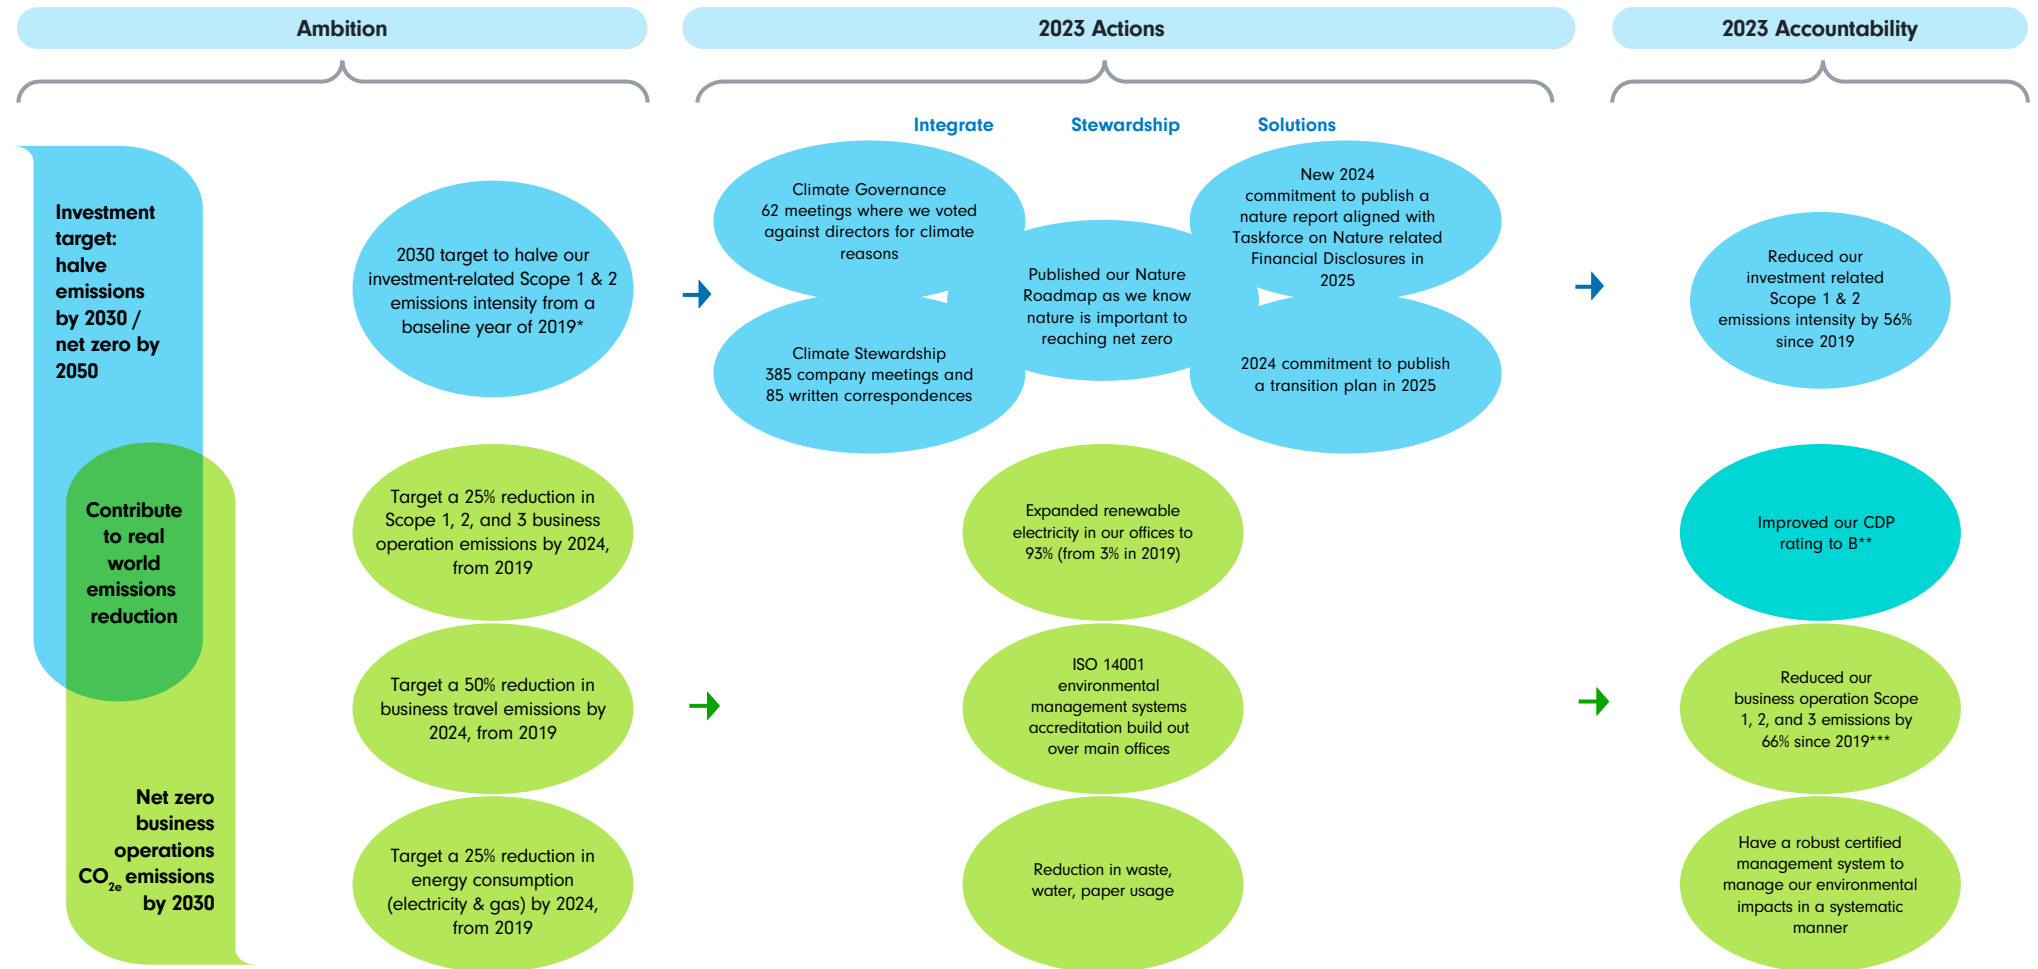 Ambition
2023 Actions
2023 Accountability
Integrate
Stewardship
Solutions
Investment
target:
halve
emissions
by 2030 /
net zero by
2050
Contribute
to real
world
emissions
reduction
Net zero
business
operations
CO2e emissions
by 2030
2030 target to halve our
investment-related Scope 1 & 2
emissions intensity from a
baseline year of 2019*
Target a 25% reduction in
Scope 1, 2, and 3 business
operation emissions by 2024,
from 2019
Target a 50% reduction in
business travel emissions by
2024, from 2019
Target a 25% reduction in
energy consumption
(electricity & gas) by 2024,
from 2019
Climate Governance
62 meetings where we voted
against directors for climate
reasons
Climate Stewardship
385 company meetings and
85 written correspondences
Published our Nature
Roadmap as we know
nature is important to
reaching net zero
New 2024
commitment to publish a
nature report aligned with
Taskforce on Nature related
Financial Disclosures in
2025
2024 commitment to publish
a transition plan in 2025
Expanded renewable
electricity in our offices to
93% (from 3% in 2019)
ISO 14001
environmental
management systems
accreditation build out
over main offices
Reduction in waste,
water, paper usage
Reduced our
investment related
Scope 1 & 2
emissions intensity by 56%
since 2019
Improved our CDP
rating to B**
Reduced our
business operation Scope
1, 2, and 3 emissions by
66% since 2019***
Have a robust certified
management system to
manage our environmental
impacts in a systematic
manner